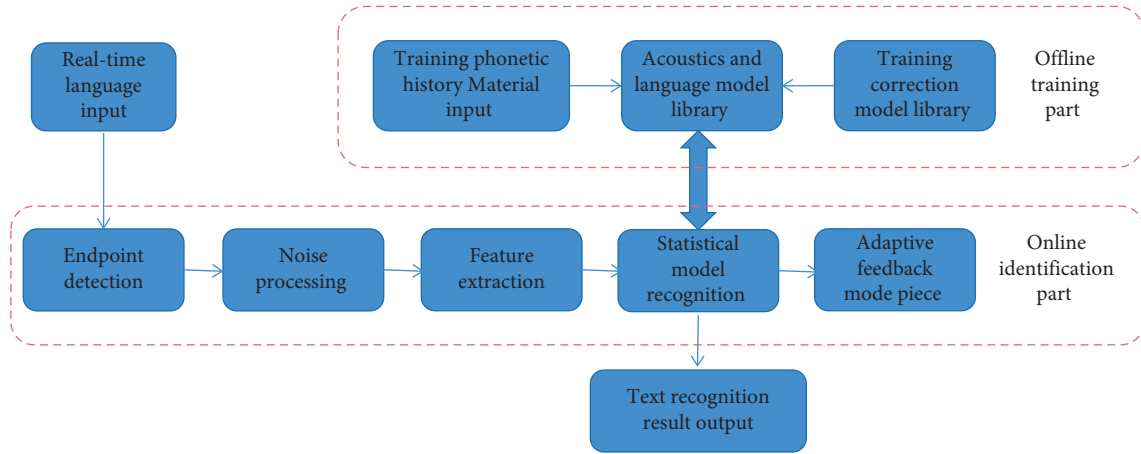 Real-time
language
input
Training phonetic
history Material
input
Acoustics and
language model
library
Training
correction
model library
Offline
training
part
Endpoint
detection
Noise
processing
Feature
extraction
Statistical
model
recognition
Adaptive
feedback
mode piece
Online
identification
part
Text recognition
result output